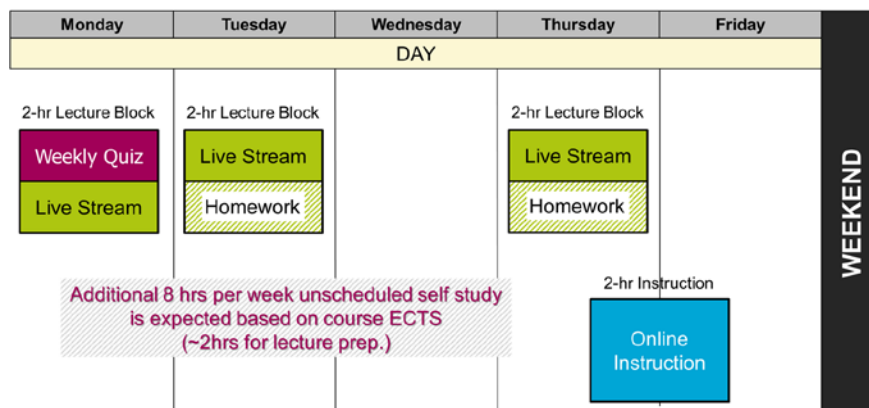 Monday
Tuesday
Wednesday
Thursday
Friday
DAY
WEEKEND
2-hr Lecture Block
2-hr Lecture Block
2-hr Lecture Block
Weekly Quiz
Live Stream
Live Stream
Live Stream
Homework
Homework
Additional 8 hrs per week unscheduled self study
is expected based on course ECTS
(~2hrs for lecture prep.)
2-hr Instruction
Online
Instruction